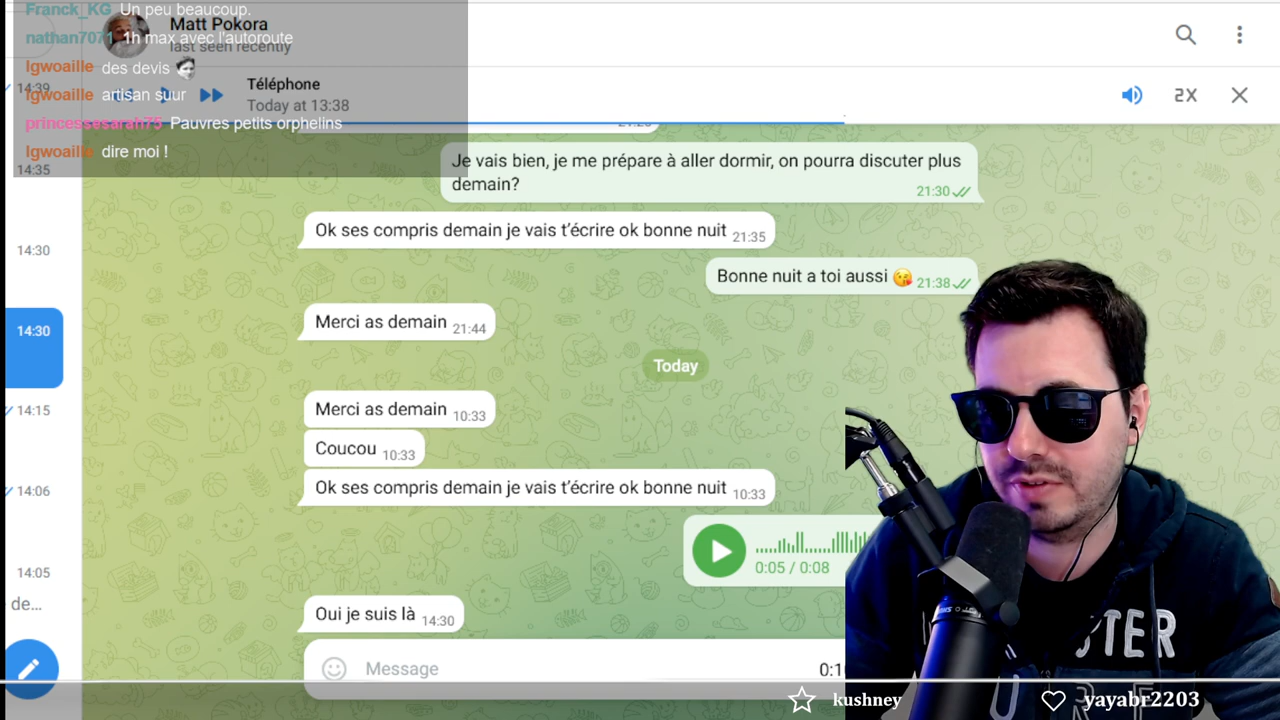 Franck_KG Un peu beaucoup.
nathan7071 1h max avec l'autoroute
lgwoaille des devis
lgwoaille artisan suur
princessesarah75 Pauvres petits orphelins
lgwoaille dire moi !
Matt Pokora
last seen recently
Téléphone
Today at 13:38
2X
14:39
14:35
14:30
14:30
14:15
14:06
14:05
de...
Je vais bien, je me prépare à aller dormir, on pourra discuter plus
demain?
21:30
Ok ses compris demain je vais t'écrire ok bonne nuit 21:35
Bonne nuit a toi aussi 😘 21:38
Merci as demain 21:44
Today
Merci as demain 10:33
Coucou 10:33
Ok ses compris demain je vais t'écrire ok bonne nuit 10:33
0:05 / 0:08
Oui je suis là 14:30
Message
STER
kushney
yayabr2203